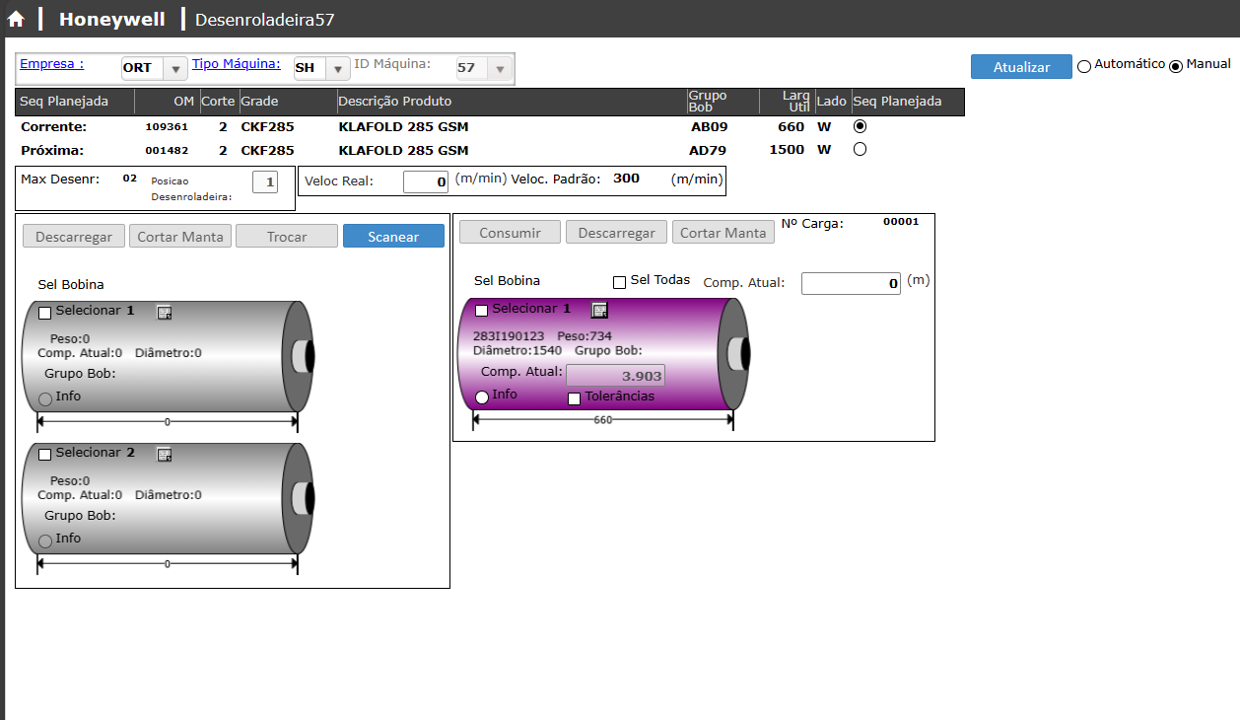 Honeywell Desenroladeira57
Empresa : ORT Tipo Máquina: SH ID Máquina: 57
Atualizar Automático Manual
Seq Planejada OM Corte Grade Descrição Produto Grupo Bob Larg Util Lado Seq Planejada
Corrente: 109361 2 CKF285 KLAFOLD 285 GSM AB09 660 W
Próxima: 001482 2 CKF285 KLAFOLD 285 GSM AD79 1500 W
Max Desenr: 02 Posicao Desenroladeira: 1
Veloc Real: 0 (m/min) Veloc. Padrão: 300 (m/min)
Descarregar Cortar Manta Trocar Scanear
Sel Bobina
Selecionar 1
Peso:0
Comp. Atual:0 Diâmetro:0
Grupo Bob:
Info
0
Selecionar 2
Peso:0
Comp. Atual:0 Diâmetro:0
Grupo Bob:
Info
0
Consumir Descarregar Cortar Manta Nº Carga: 00001
Sel Bobina Sel Todas Comp. Atual: 0 (m)
Selecionar 1
283I190123 Peso:734
Diâmetro:1540 Grupo Bob:
Comp. Atual: 3.903
Info Tolerâncias
660